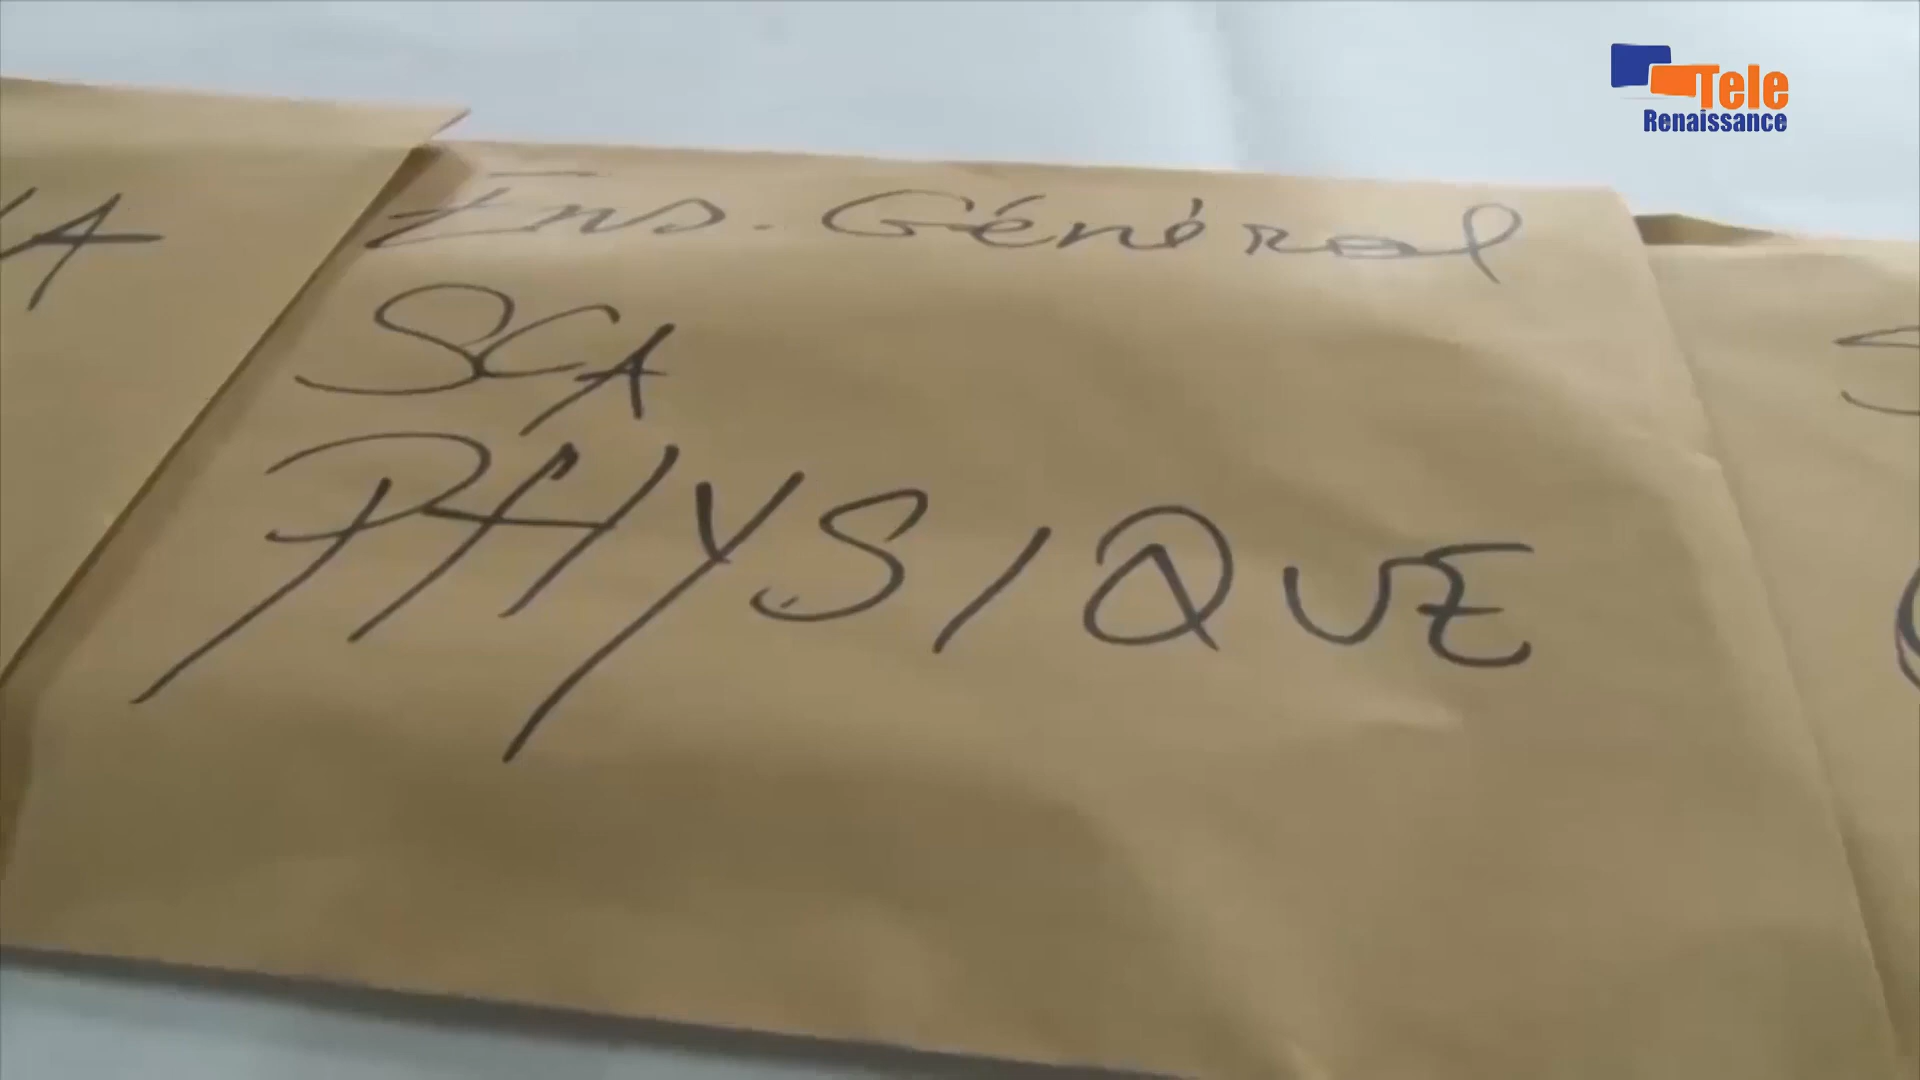 Tele
Renaissance
Ens. Général
SCA
PHYSIQUE